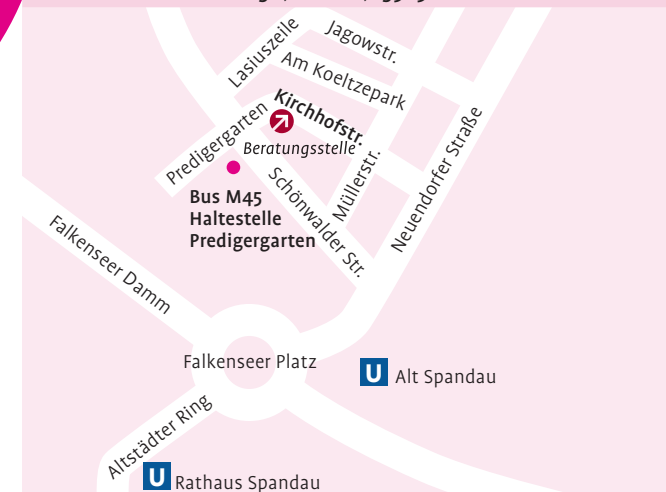 Lasiuszeile
Jagowstr.
Am Koeltzepark
Kirchhofstr.
Predigergarten
Beratungsstelle
Müllerstr.
Neuendorfer Straße
Schönwalder Str.
Bus M45
Haltestelle
Predigergarten
Falkenseer Damm
Falkenseer Platz
U Alt Spandau
Altstädter Ring
U Rathaus Spandau